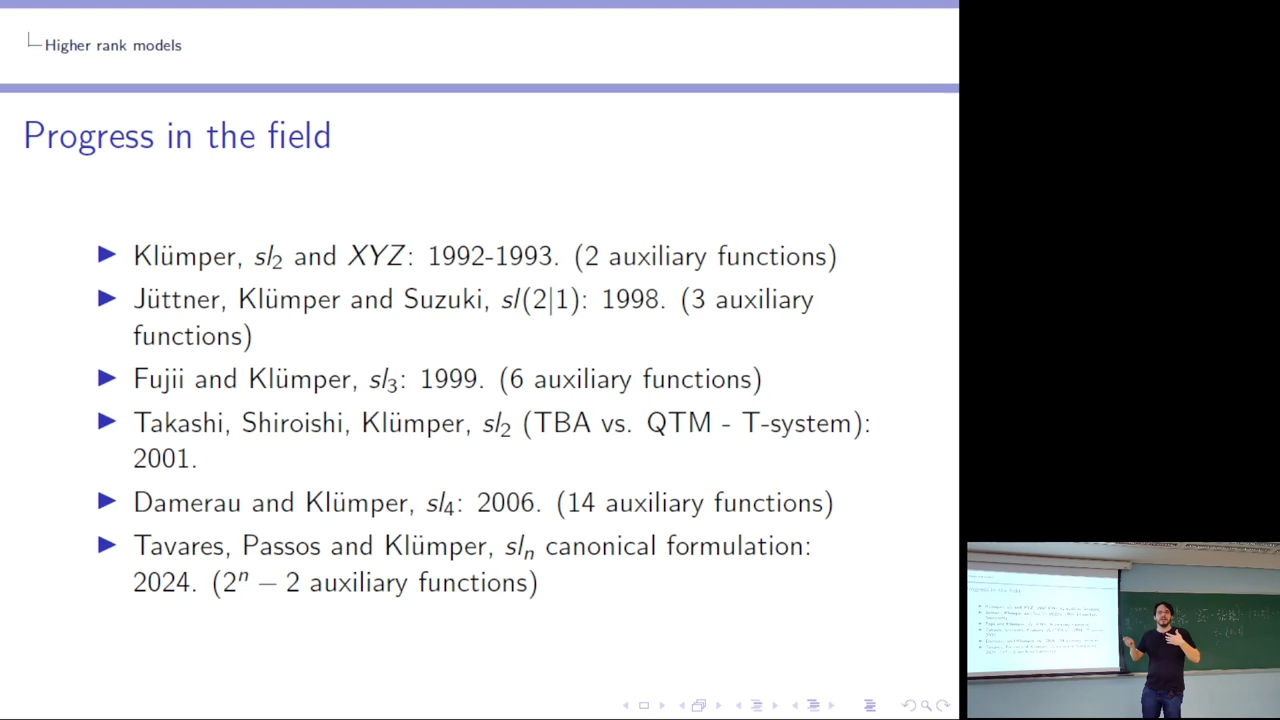 Higher rank models
Progress in the field
Klümper, sl₂ and XYZ: 1992-1993. (2 auxiliary functions)
Jüttner, Klümper and Suzuki, sl(2|1): 1998. (3 auxiliary
functions)
Fujii and Klümper, sl₃: 1999. (6 auxiliary functions)
Takashi, Shiroishi, Klümper, sl₂ (TBA vs. QTM - T-system):
2001.
Damerau and Klümper, sl₄: 2006. (14 auxiliary functions)
Tavares, Passos and Klümper, slₙ canonical formulation:
2024. (2ⁿ − 2 auxiliary functions)